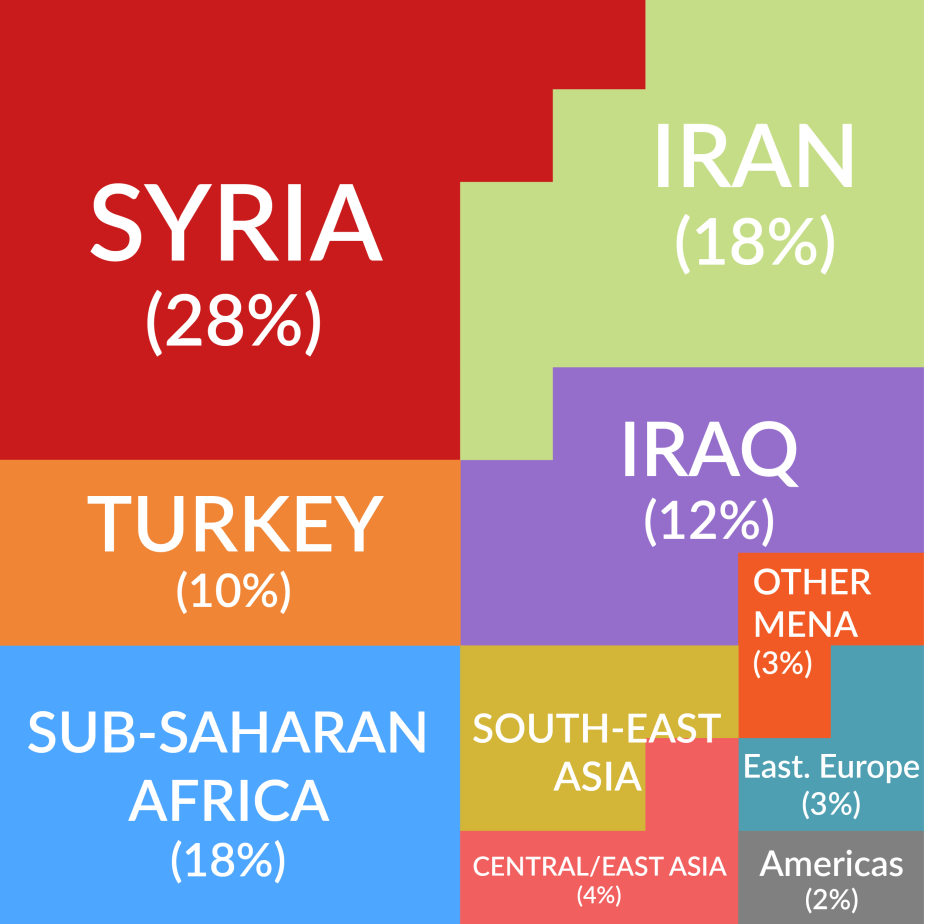 SYRIA
(28%)
IRAN
(18%)
IRAQ
(12%)
TURKEY
(10%)
OTHER
MENA
(3%)
SUB-SAHARAN
AFRICA
(18%)
SOUTH-EAST
ASIA
East. Europe
(3%)
CENTRAL/EAST ASIA
(4%)
Americas
(2%)